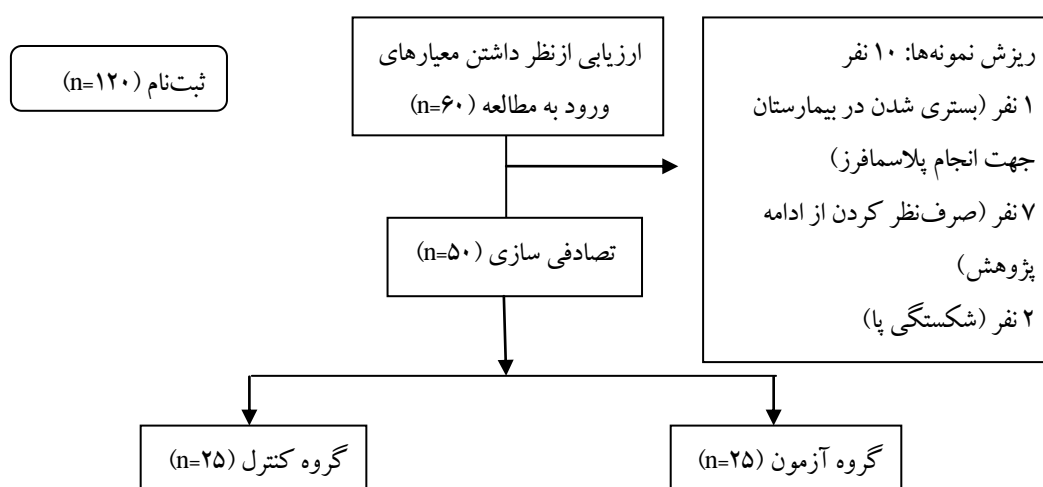 ثبت‌نام (n=۱۲۰)
ارزیابی ازنظر داشتن معیارهای
ورود به مطالعه (n=۶۰)
ریزش نمونه‌ها: ۱۰ نفر
۱ نفر (بستری شدن در بیمارستان
جهت انجام پلاسمافرز)
۷ نفر (صرف‌نظر کردن از ادامه
پژوهش)
۲ نفر (شکستگی پا)
تصادفی سازی (n=۵۰)
گروه آزمون (n=۲۵)
گروه کنترل (n=۲۵)